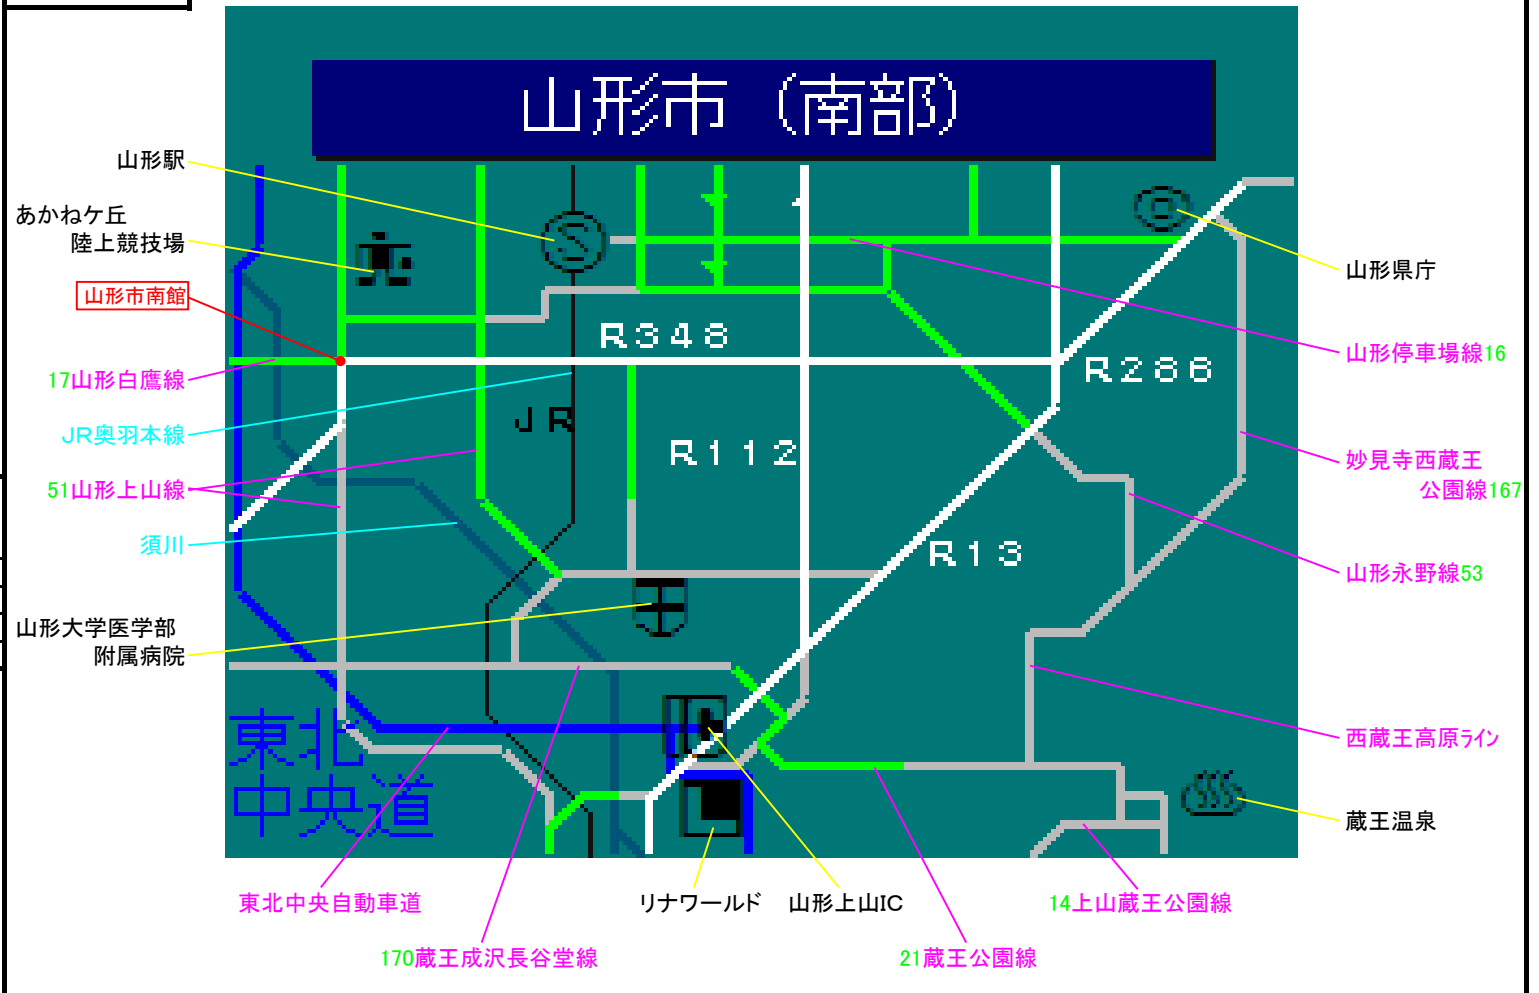 山形市（南部）
山形駅
あかねケ丘
陸上競技場
山形市南館
17山形白鷹線
JR奥羽本線
51山形上山線
須川
山形大学医学部
附属病院
R348
R286
JR
R112
R13
東北
中央道
山形県庁
山形停車場線16
妙見寺西蔵王
公園線167
山形永野線53
西蔵王高原ライン
蔵王温泉
東北中央自動車道
リナワールド
山形上山IC
14上山蔵王公園線
170蔵王成沢長谷堂線
21蔵王公園線